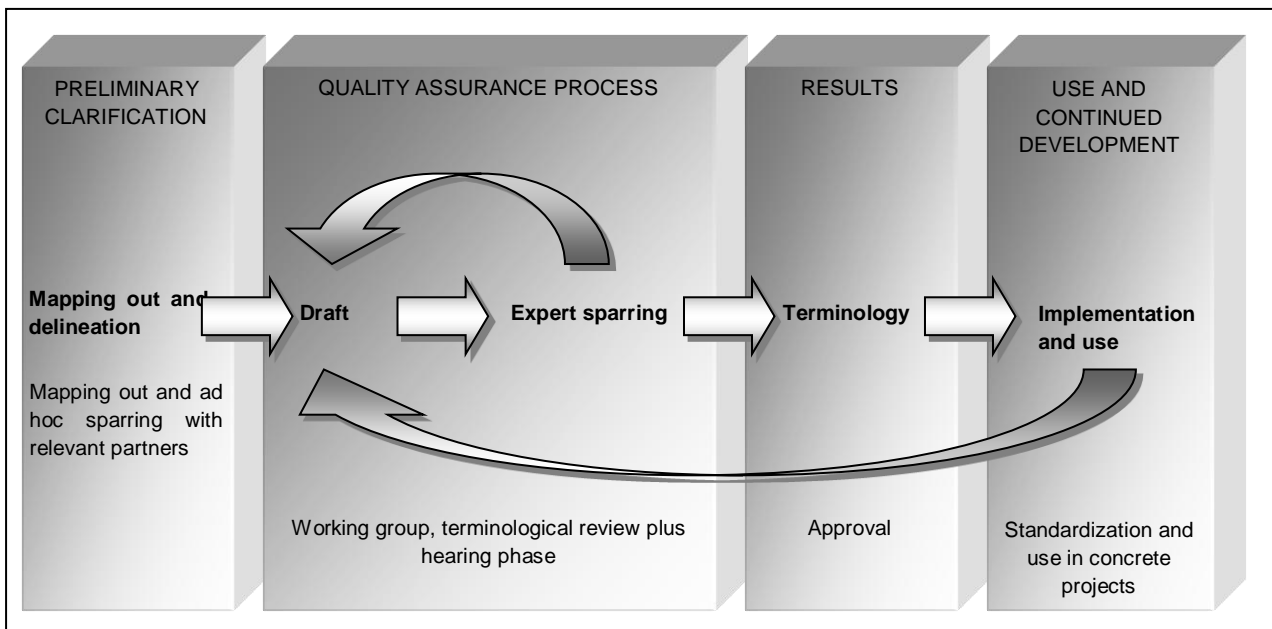 PRELIMINARY
CLARIFICATION
Mapping out and
delineation
Mapping out and ad
hoc sparring with
relevant partners
QUALITY ASSURANCE PROCESS
Draft
Expert sparring
Working group, terminological review plus
hearing phase
RESULTS
Terminology
Approval
USE AND
CONTINUED
DEVELOPMENT
Implementation
and use
Standardization and
use in concrete
projects